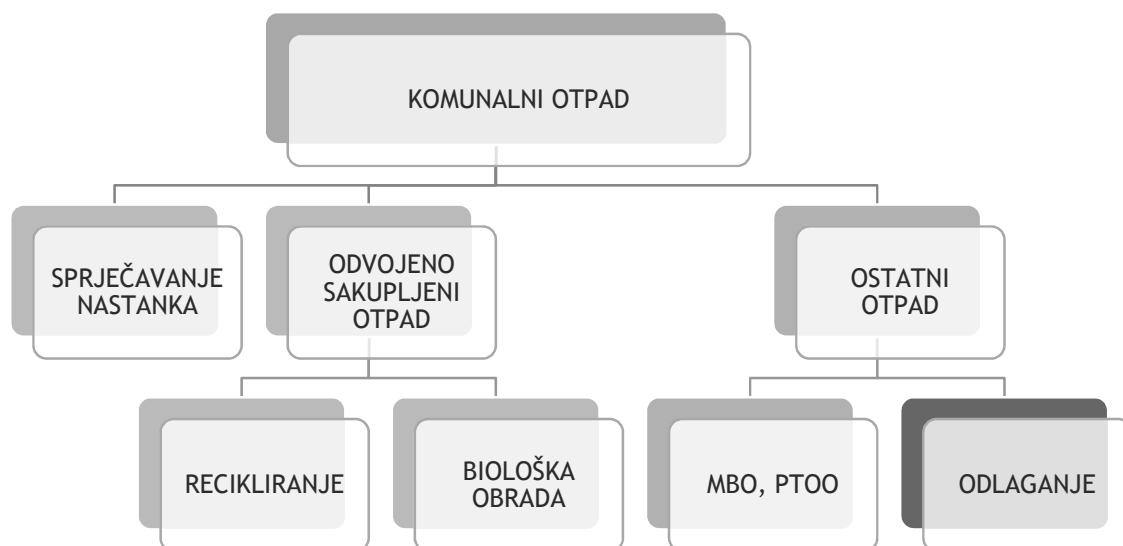 KOMUNALNI OTPAD
SPRJEČAVANJE
NASTANKA
ODVOJENO
SAKUPLJENI
OTPAD
OSTATNI
OTPAD
RECIKLIRANJE
BIOLOŠKA
OBRADA
MBO, PTOO
ODLAGANJE